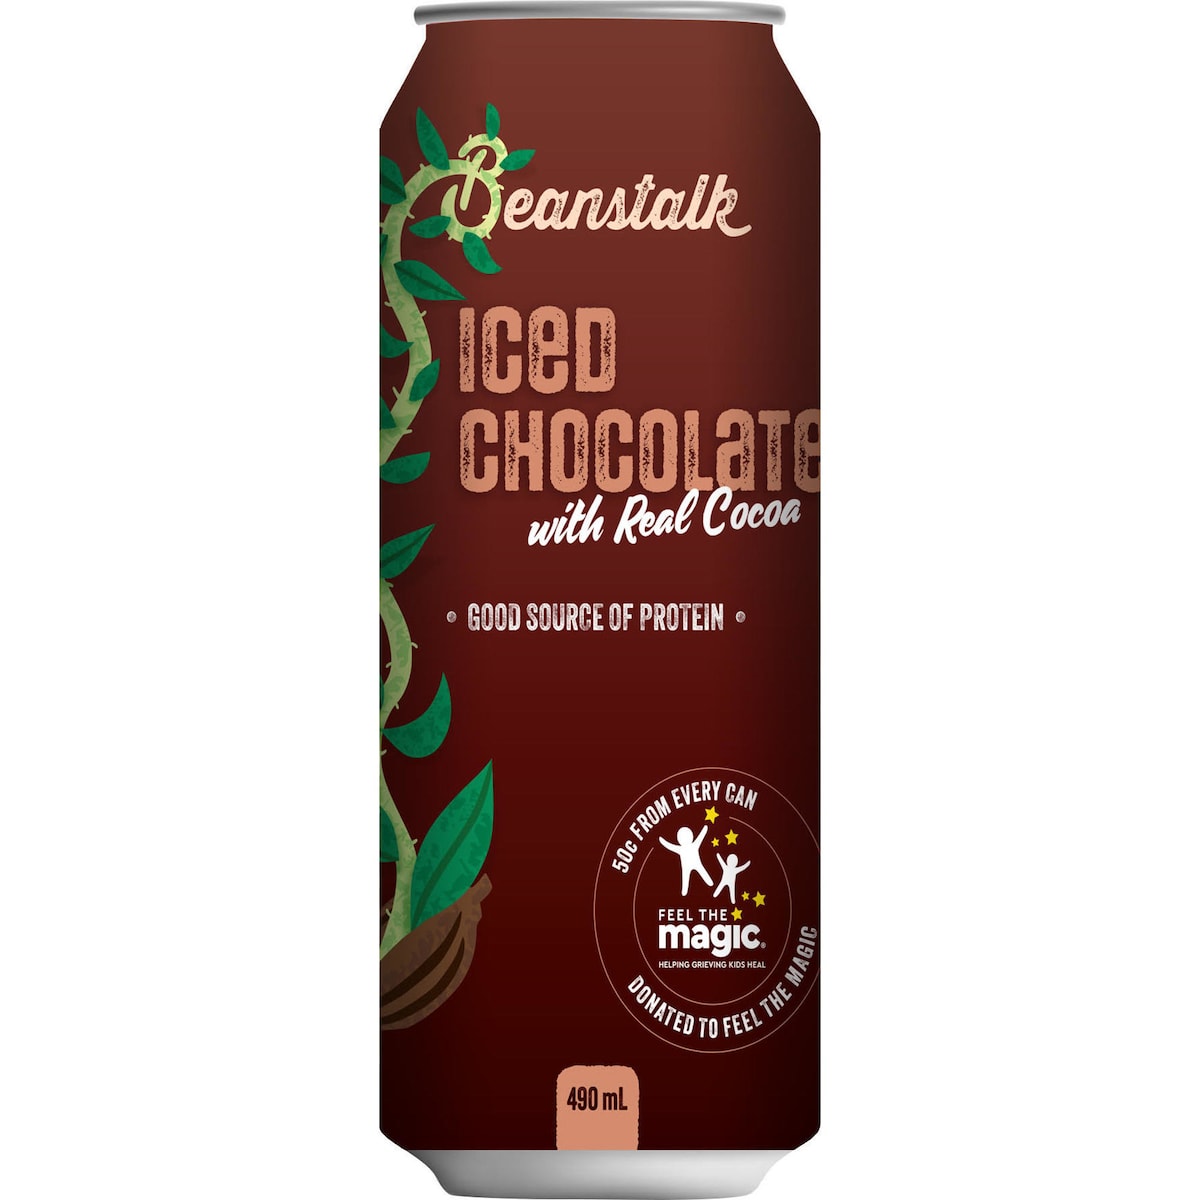 Beanstalk
ICED
CHOCOLATE
with Real Cocoa
• GOOD SOURCE OF PROTEIN •
50c FROM EVERY CAN
FEEL THE
magic®
HELPING GRIEVING KIDS HEAL
DONATED TO FEEL THE MAGIC
490 mL